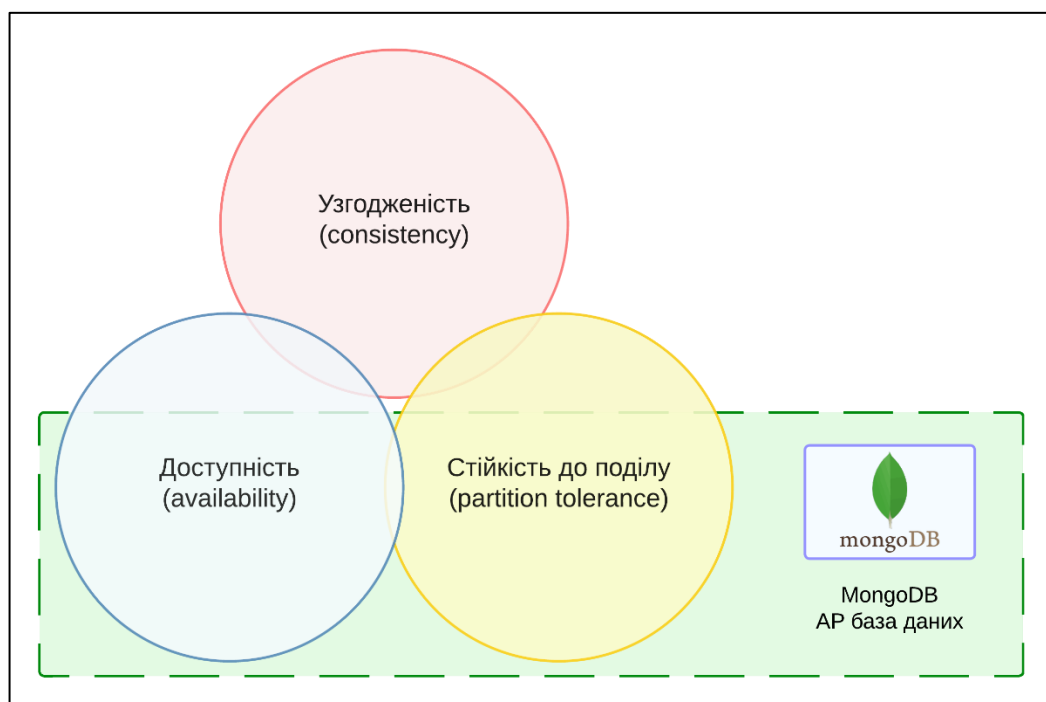 Узгодженість
(consistency)
Доступність
(availability)
Стійкість до поділу
(partition tolerance)
mongoDB
MongoDB
AP база даних